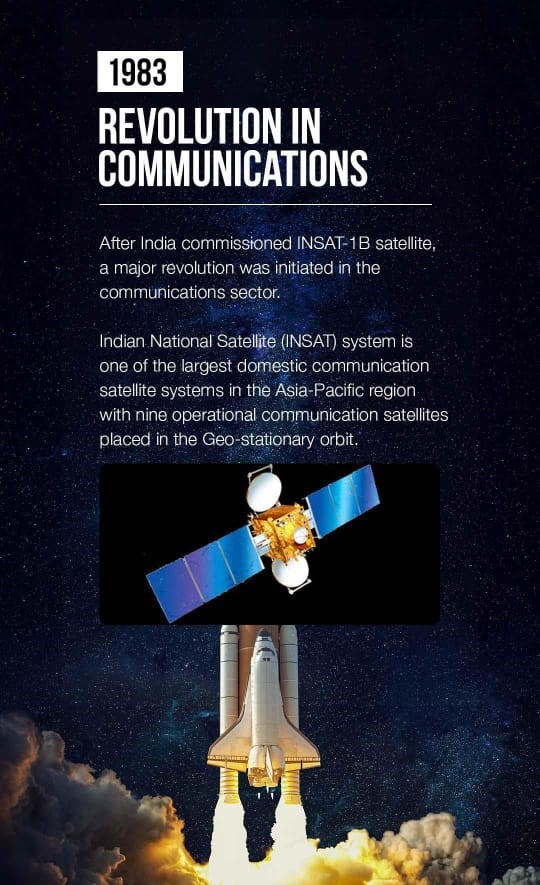 1983
REVOLUTION IN
COMMUNICATIONS
After India commissioned INSAT-1B satellite,
a major revolution was initiated in the
communications sector.
Indian National Satellite (INSAT) system is
one of the largest domestic communication
satellite systems in the Asia-Pacific region
with nine operational communication satellites
placed in the Geo-stationary orbit.